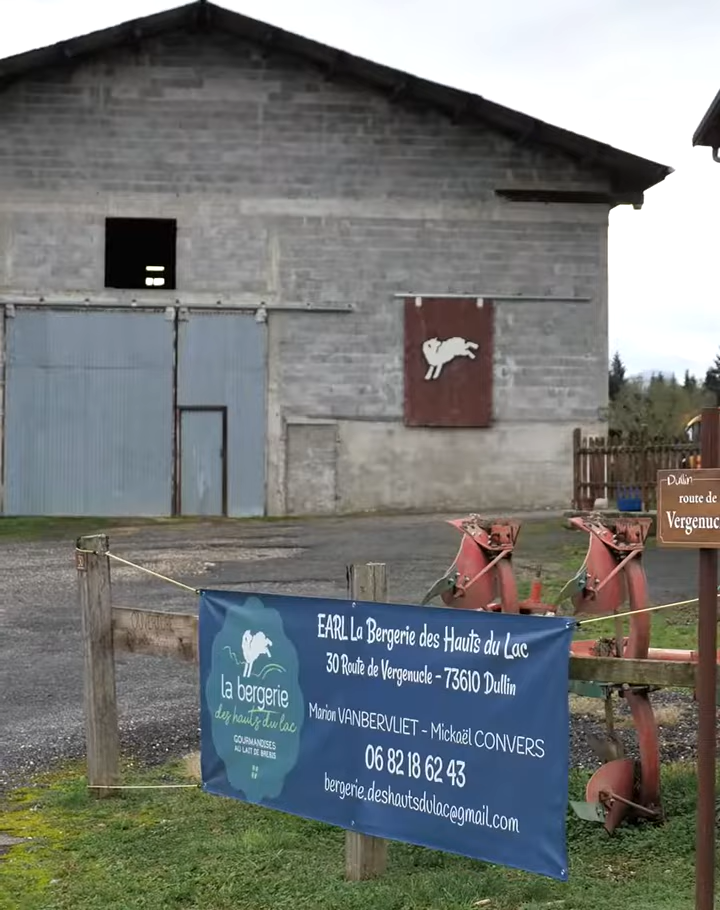 Dullin
route de
Vergenuc
EARL La Bergerie des Hauts du Lac
30 Route de Vergenucle - 73610 Dullin
Marion VANBERVLIET - Mickaël CONVERS
06 82 18 62 43
bergerie.deshautsdulac@gmail.com
la bergerie
des hauts du lac
GOURMANDISES
AU LAIT DE BREBIS